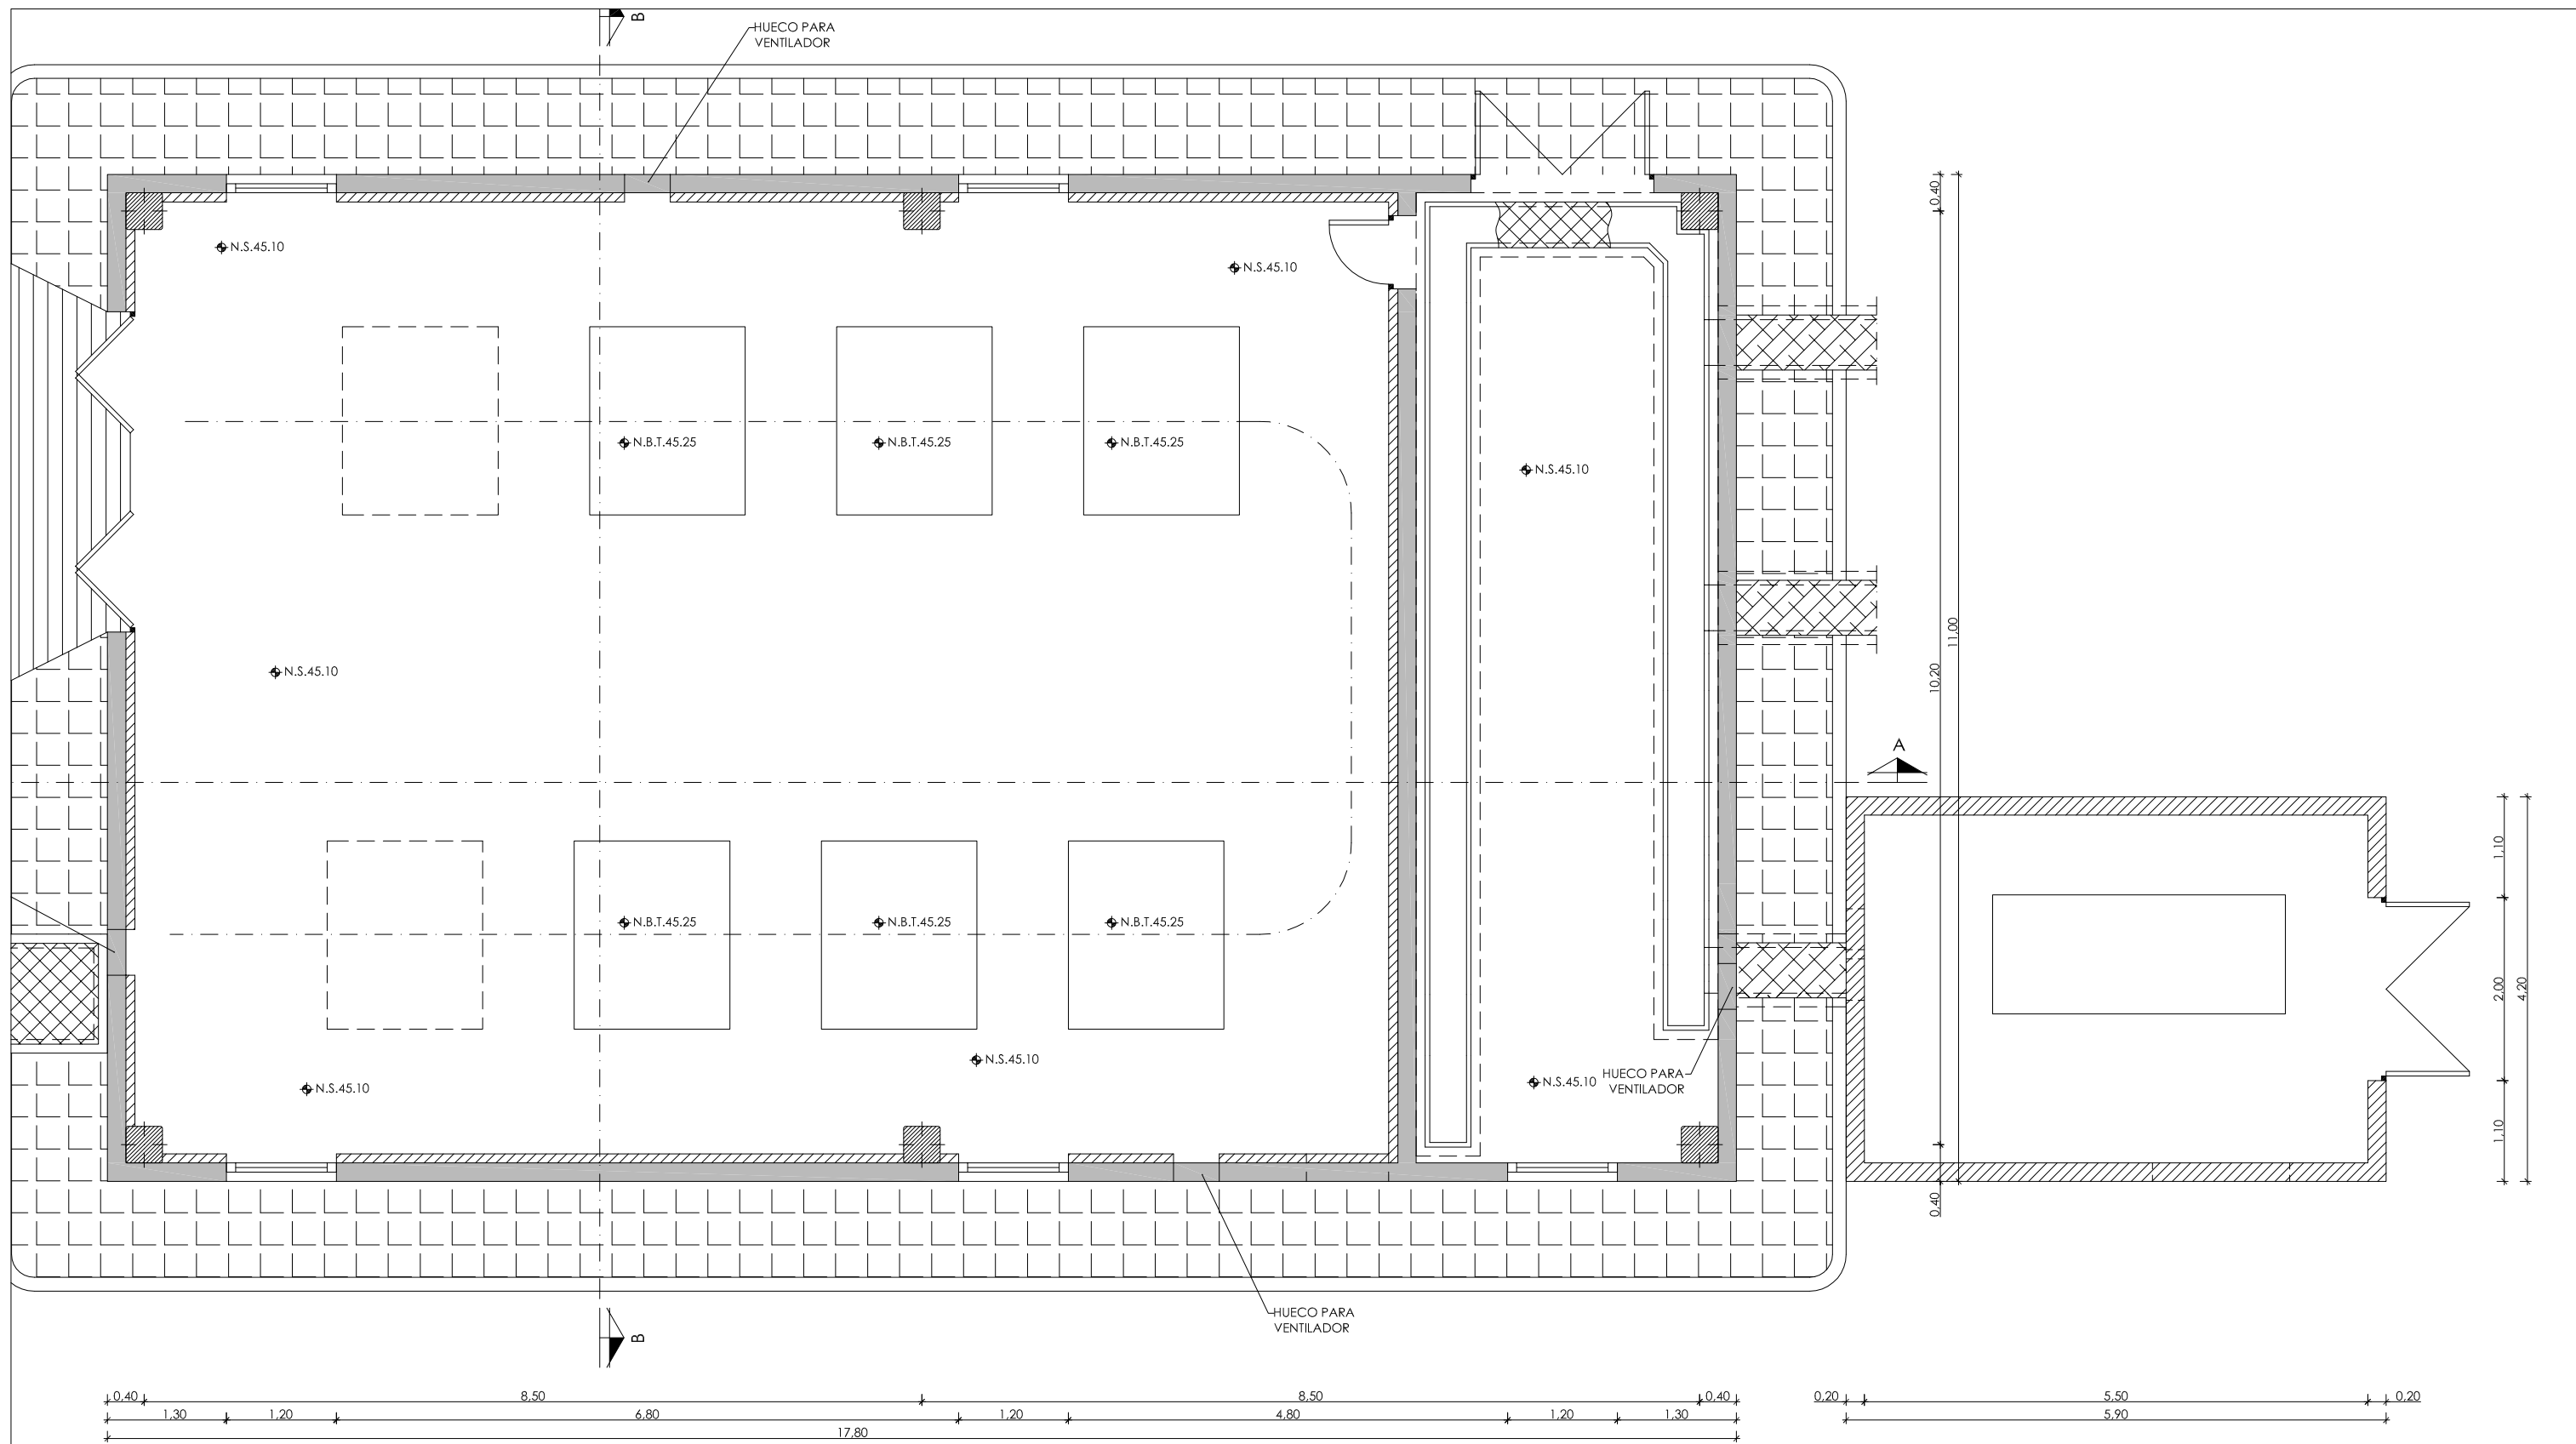 B
HUECO PARA
VENTILADOR
0,40
N.S.45.10
N.S.45.10
N.B.T.45.25
N.B.T.45.25
N.B.T.45.25
N.S.45.10
11,00
10,20
N.S.45.10
A
1,10
2,00
4,20
1,10
N.B.T.45.25
N.B.T.45.25
N.B.T.45.25
N.S.45.10
N.S.45.10
N.S.45.10
HUECO PARA
VENTILADOR
0,40
HUECO PARA
VENTILADOR
B
0,40
8,50
8,50
0,40
0,20
5,50
0,20
1,30
1,20
6,80
1,20
4,80
1,20
1,30
5,90
17,80